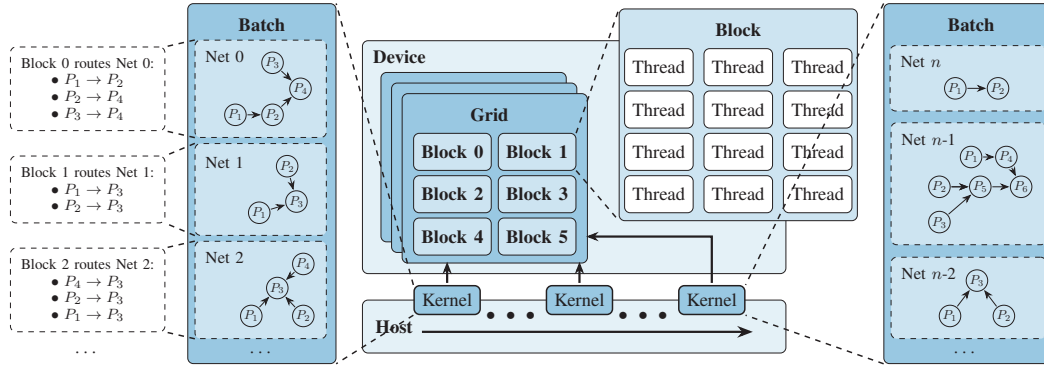 Block 0 routes Net 0:
• P1 → P2
• P2 → P4
• P3 → P4
Block 1 routes Net 1:
• P1 → P3
• P2 → P3
Block 2 routes Net 2:
• P4 → P3
• P2 → P3
• P1 → P3
. . .
Batch
Net 0
P3
P4
P1
P2
Net 1
P2
P3
P1
Net 2
P4
P3
P1
P2
. . .
Device
Grid
Block 0
Block 1
Block 2
Block 3
Block 4
Block 5
Block
Thread Thread Thread
Thread Thread Thread
Thread Thread Thread
Thread Thread Thread
Kernel
Kernel
Kernel
Host
Batch
Net n
P1
P2
Net n-1
P1
P4
P2
P5
P6
P3
Net n-2
P3
P1
P2
. . .